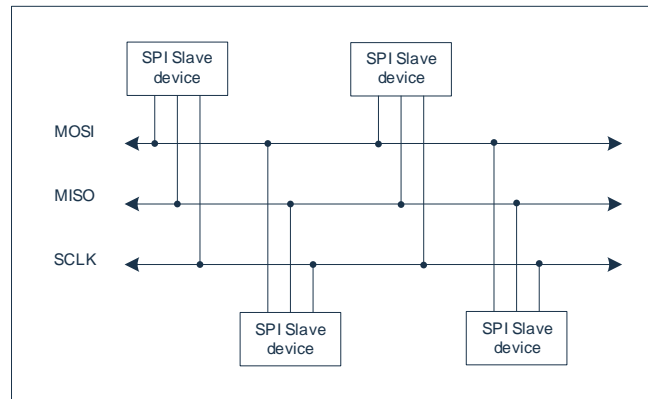 SPI Slave
device
SPI Slave
device
MOSI
MISO
SCLK
SPI Slave
device
SPI Slave
device